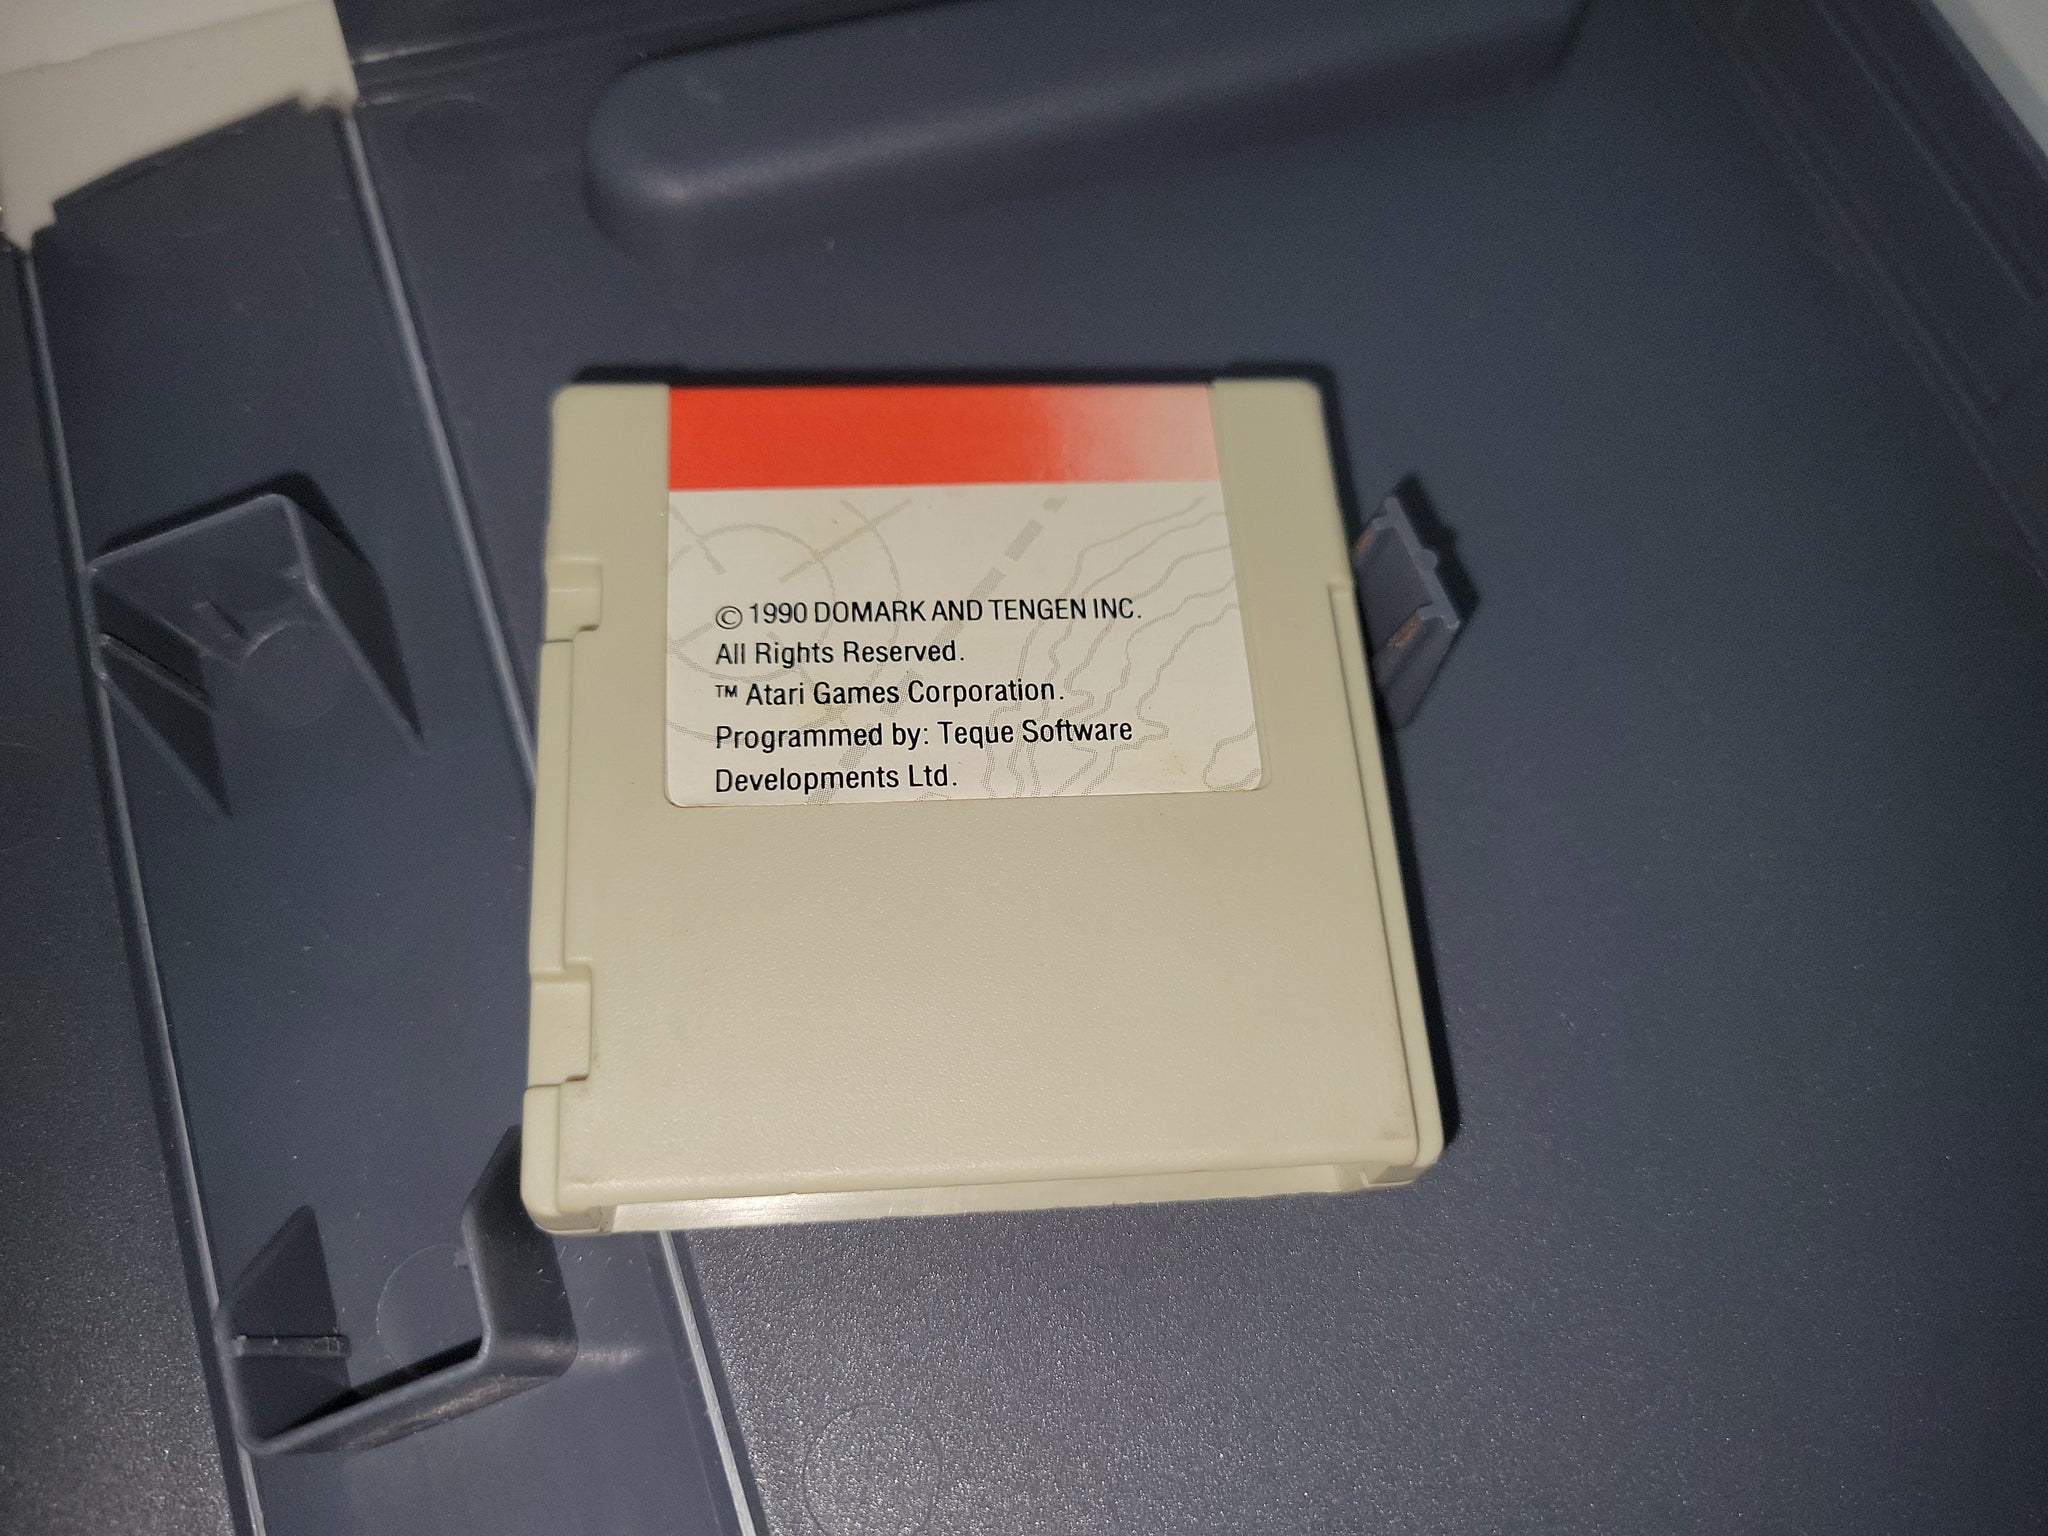 © 1990 DOMARK AND TENGEN INC.
All Rights Reserved.
™ Atari Games Corporation.
Programmed by: Teque Software
Developments Ltd.